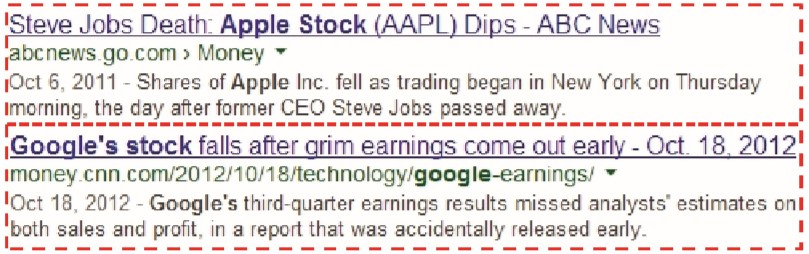 Steve Jobs Death: Apple Stock (AAPL) Dips - ABC News
abcnews.go.com › Money
Oct 6, 2011 - Shares of Apple Inc. fell as trading began in New York on Thursday
morning, the day after former CEO Steve Jobs passed away.
Google's stock falls after grim earnings come out early - Oct. 18, 2012
money.cnn.com/2012/10/18/technology/google-earnings/
Oct 18, 2012 - Google's third-quarter earnings results missed analysts' estimates on
both sales and profit, in a report that was accidentally released early.